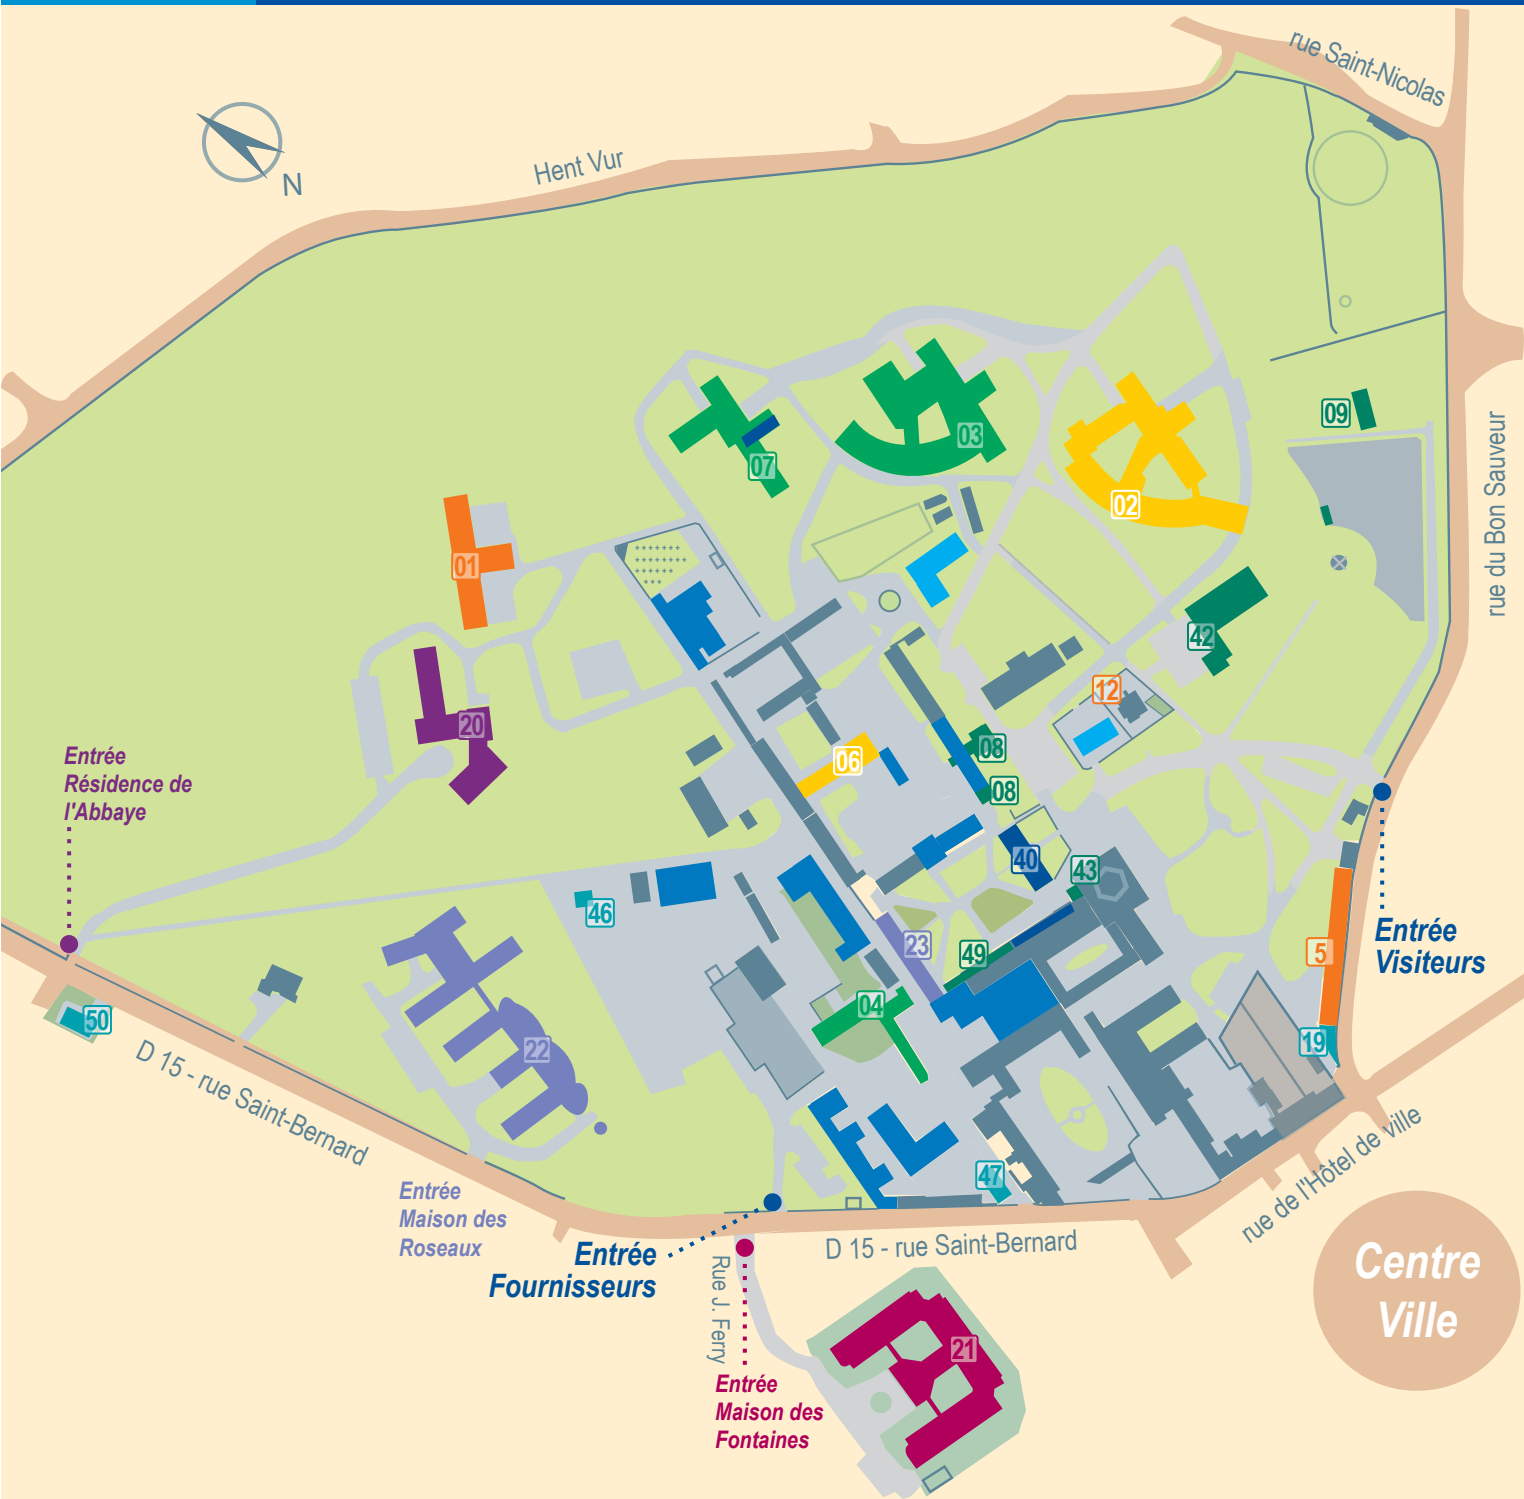 rue Saint-Nicolas
Hent Vur
N
rue du Bon Sauveur
09
03
07
02
01
42
12
20
08
06
08
Entrée
Résidence de
l'Abbaye
40
43
46
23
49
5
Entrée
Visiteurs
04
50
22
19
D 15 - rue Saint-Bernard
47
rue de l'Hôtel de ville
Entrée
Maison des
Roseaux
Entrée
Fournisseurs
D 15 - rue Saint-Bernard
Rue J. Ferry
Centre
Ville
21
Entrée
Maison des
Fontaines